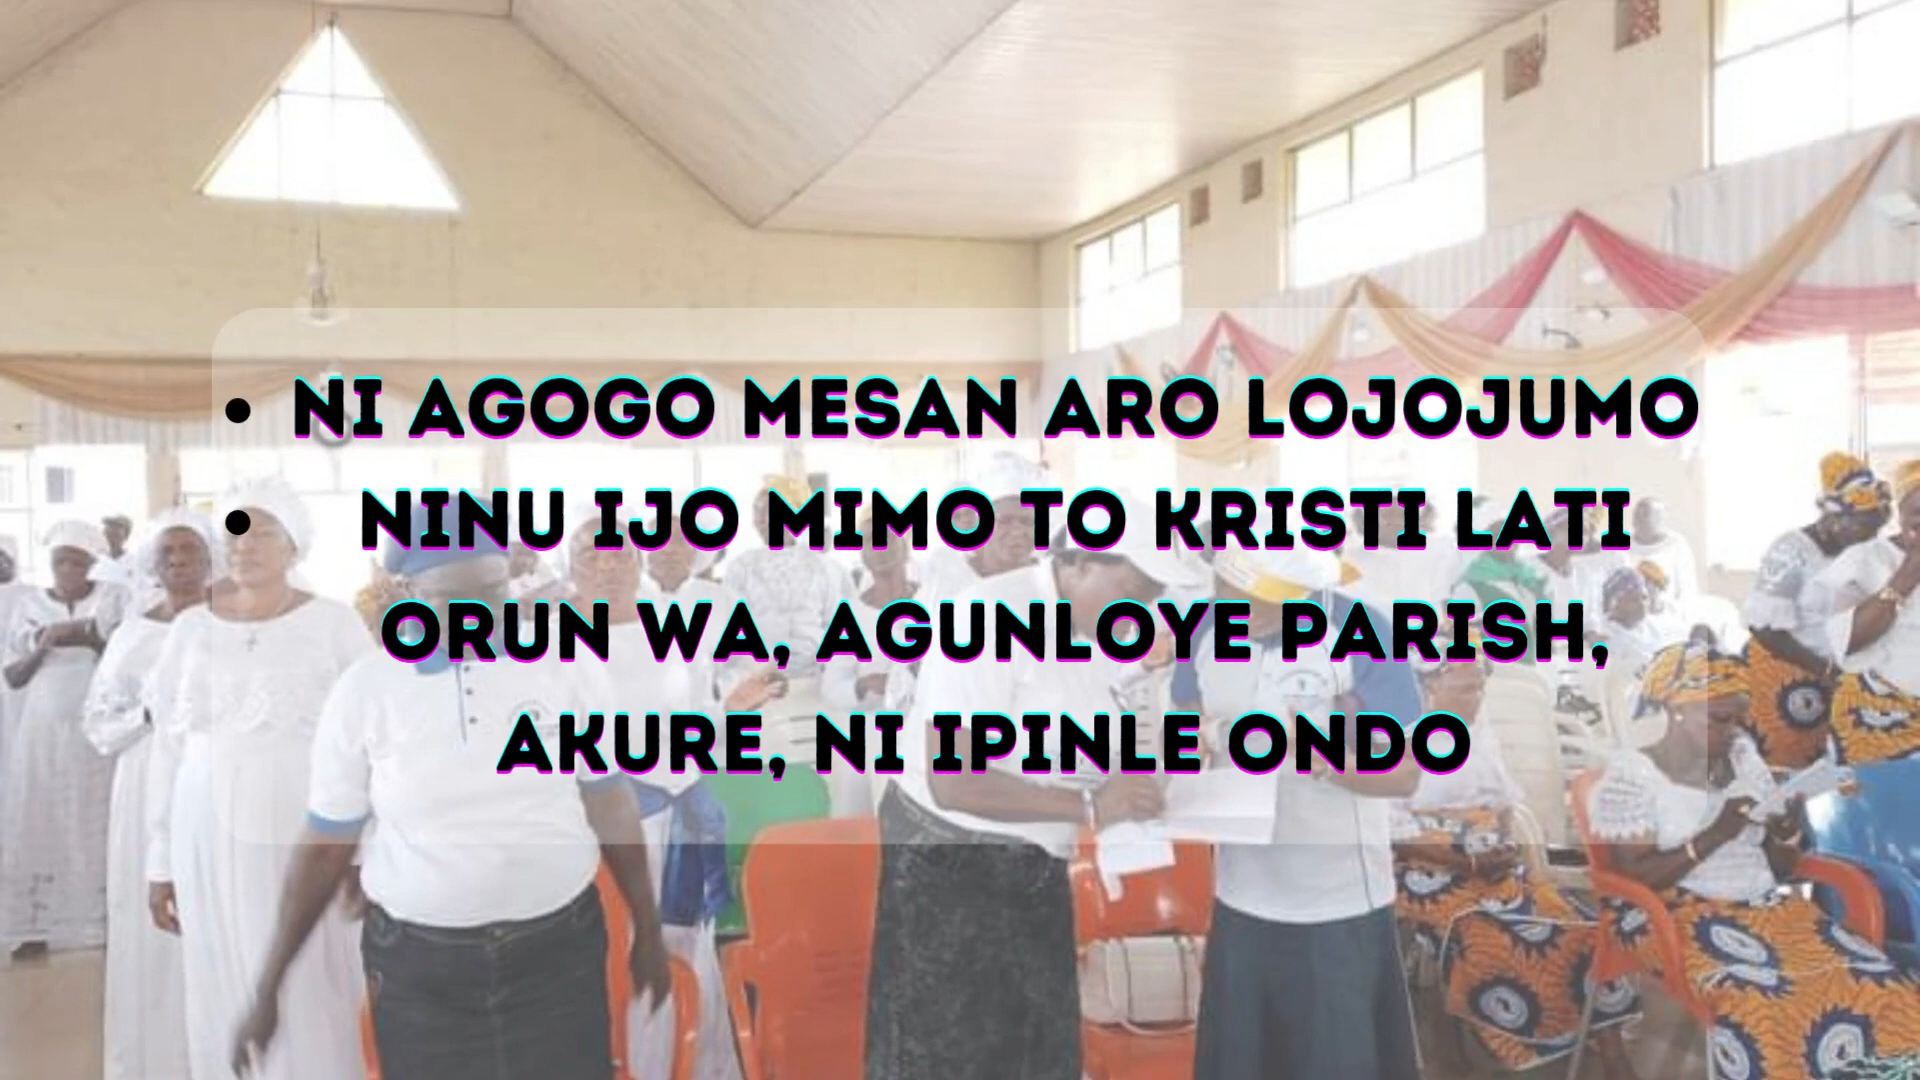 • NI AGOGO MESAN ARO LOJOJUMO
• NINU IJO MIMO TO KRISTI LATI
ORUN WA, AGUNLOYE PARISH,
AKURE, NI IPINLE ONDO